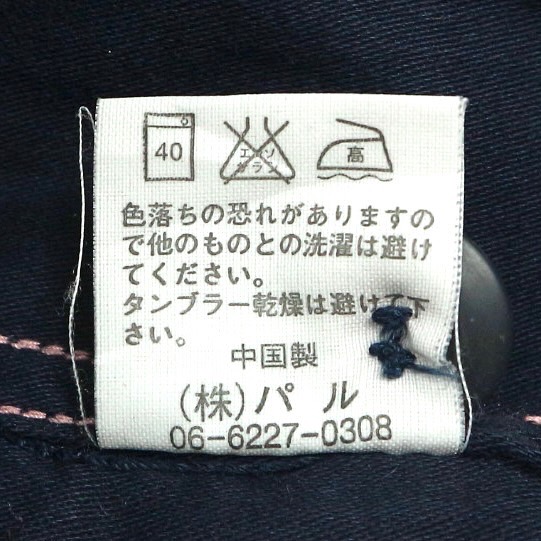 40
エンソ
サラシ
高
色落ちの恐れがありますの
で他のものとの洗濯は避け
てください。
タンブラー乾燥は避けて下
さい。
中国製
(株)パル
06-6227-0308